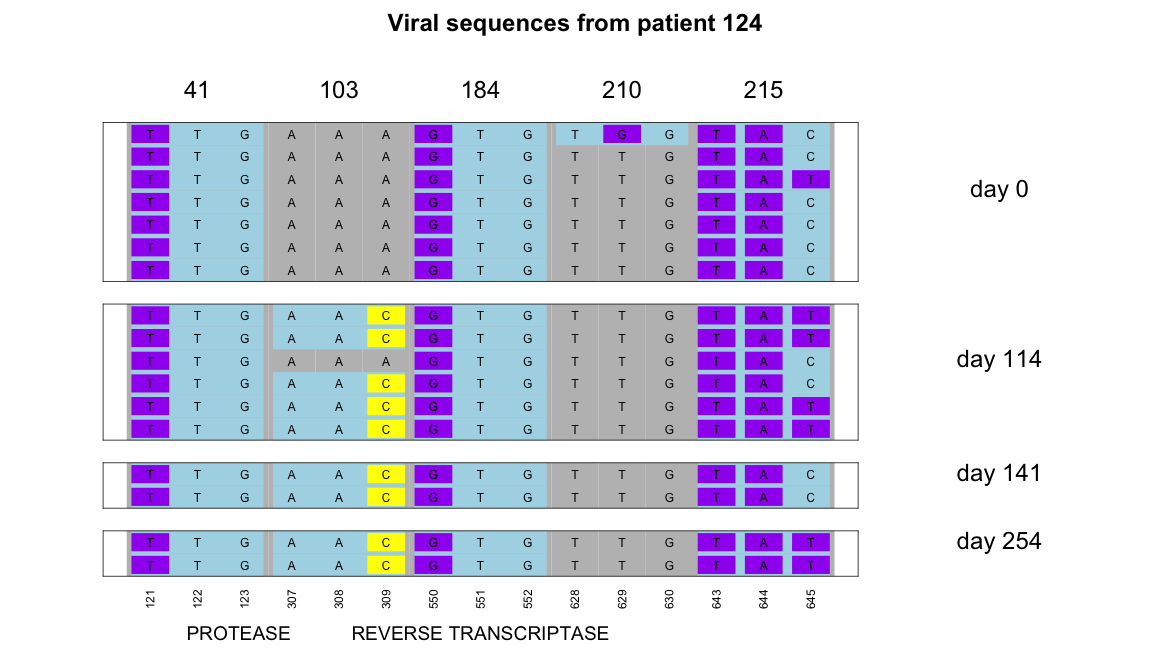 Viral sequences from patient 124
41 103 184 210 215
T T G A A A G T G T G G T A C
T T G A A A G T G T T G T A C
T T G A A A G T G T T G T A T
T T G A A A G T G T T G T A C
day 0
T T G A A A G T G T T G T A C
T T G A A A G T G T T G T A C
T T G A A A G T G T T G T A C
T T G A A C G T G T T G T A T
T T G A A C G T G T T G T A T
T T G A A A G T G T T G T A C
day 114
T T G A A C G T G T T G T A C
T T G A A C G T G T T G T A T
T T G A A C G T G T T G T A T
T T G A A C G T G T T G T A C
day 141
T T G A A C G T G T T G T A C
T T G A A C G T G T T G T A T
day 254
T T G A A C G T G T T G T A T
121 122 123 307 308 309 550 551 552 628 629 630 643 644 645
PROTEASE REVERSE TRANSCRIPTASE